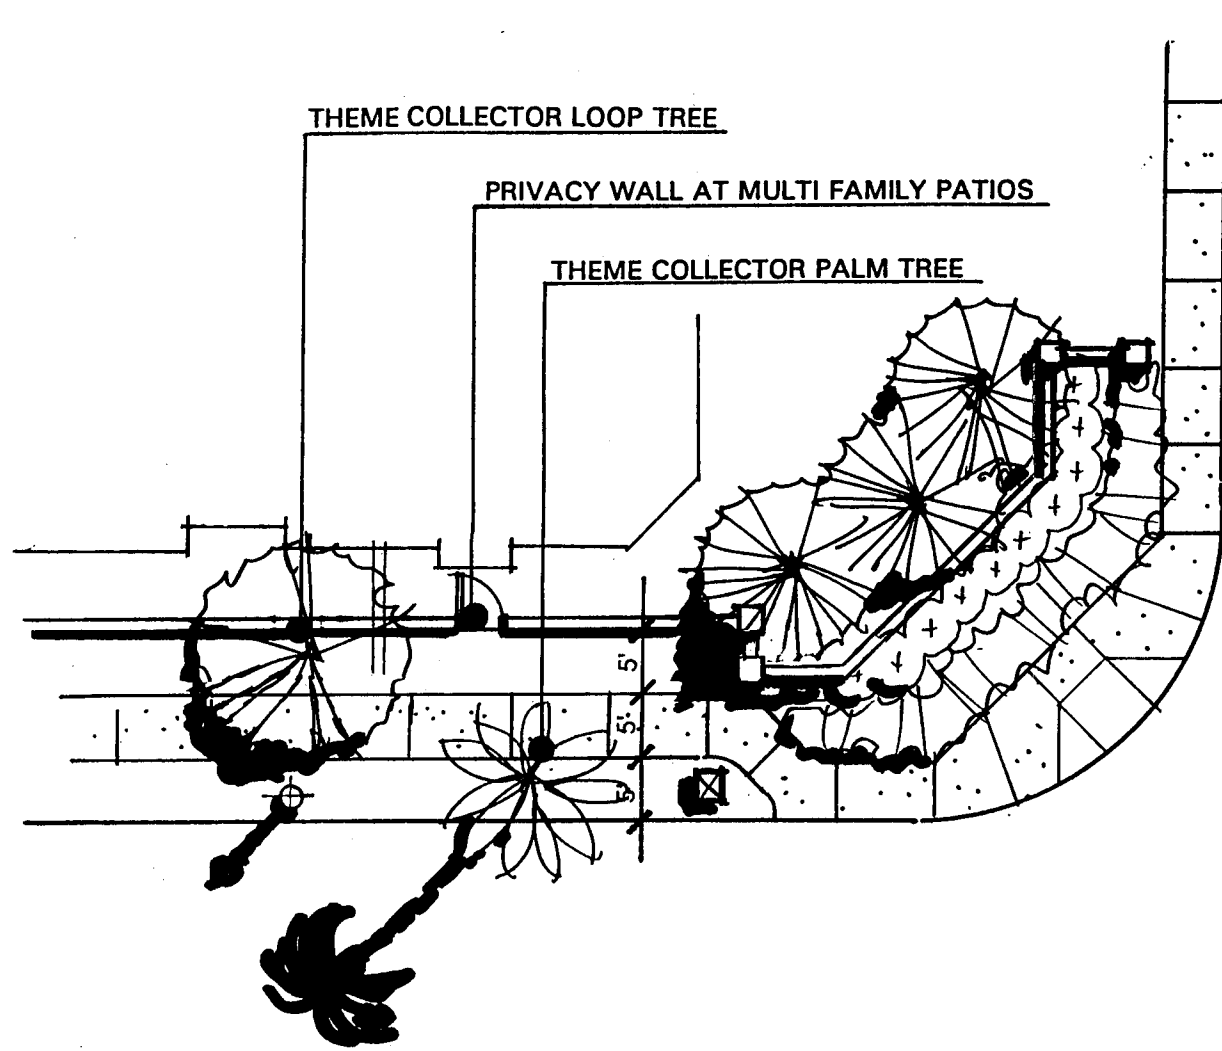 THEME COLLECTOR LOOP TREE
PRIVACY WALL AT MULTI FAMILY PATIOS
THEME COLLECTOR PALM TREE
5'
5'
5'